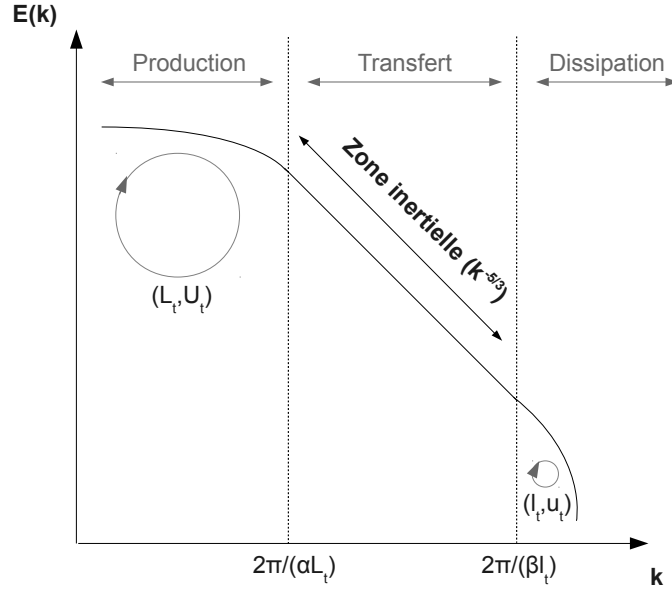 E(k)
Production
Transfert
Dissipation
Zone inertielle (k⁻⁵/³)
(Lₜ,Uₜ)
(lₜ,uₜ)
2π/(αLₜ)
2π/(βlₜ)
k